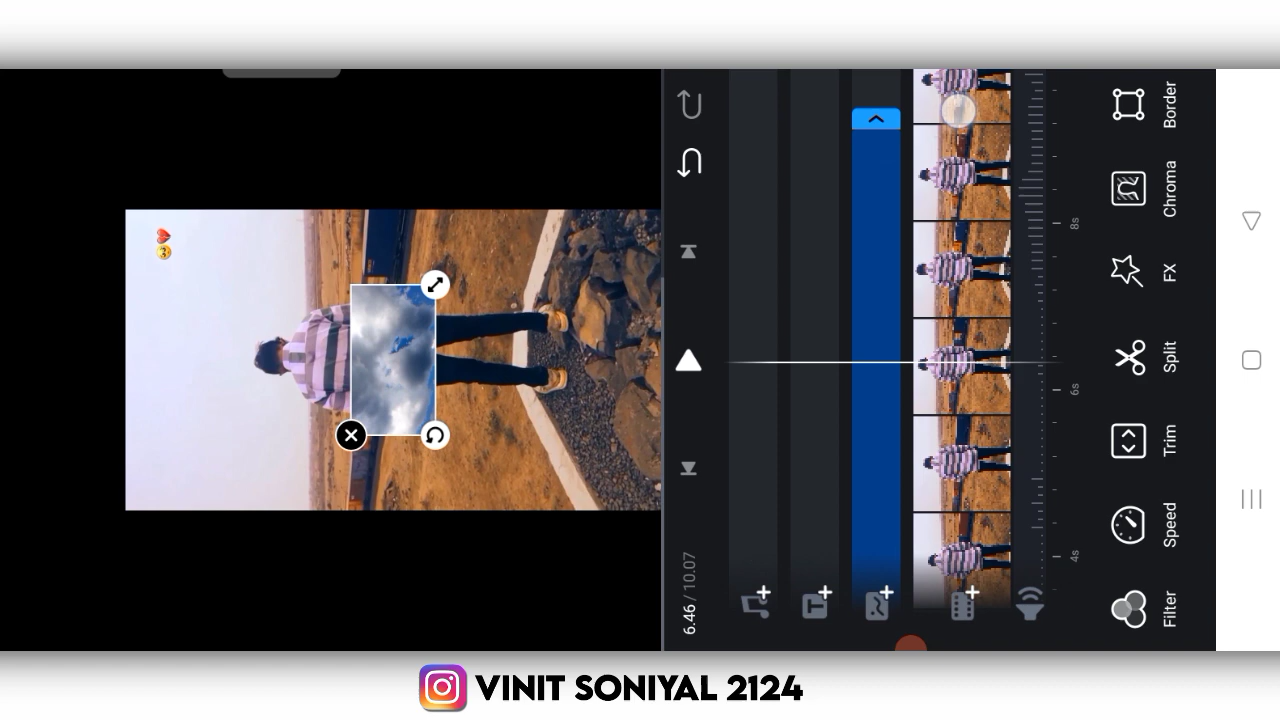 Border
Chroma
FX
Split
Trim
Speed
Filter
8s
6s
4s
6.46 / 10.07
VINIT SONIYAL 2124